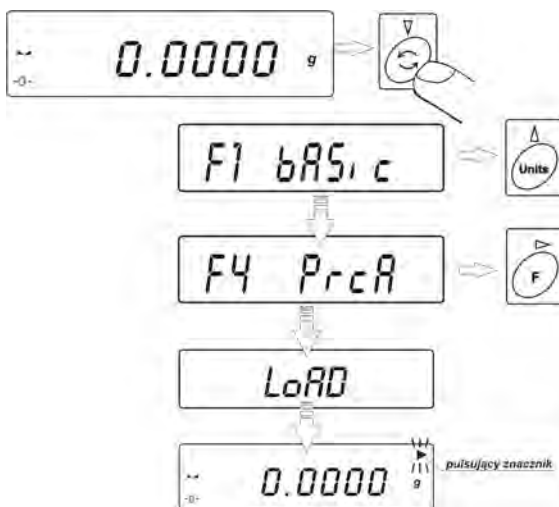 0.0000 g
-0-
F1 bASic
Units
F4 PrcA
F
LoAD
0.0000 g
-0-
pulsujący znacznik